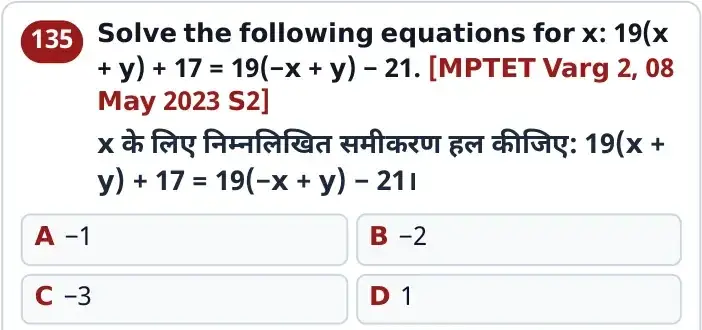 135 Solve the following equations for x: 19(x
+ y) + 17 = 19(−x + y) − 21. [MPTET Varg 2, 08
May 2023 S2]
x के लिए निम्नलिखित समीकरण हल कीजिए: 19(x +
y) + 17 = 19(−x + y) − 21।
A −1
B −2
C −3
D 1